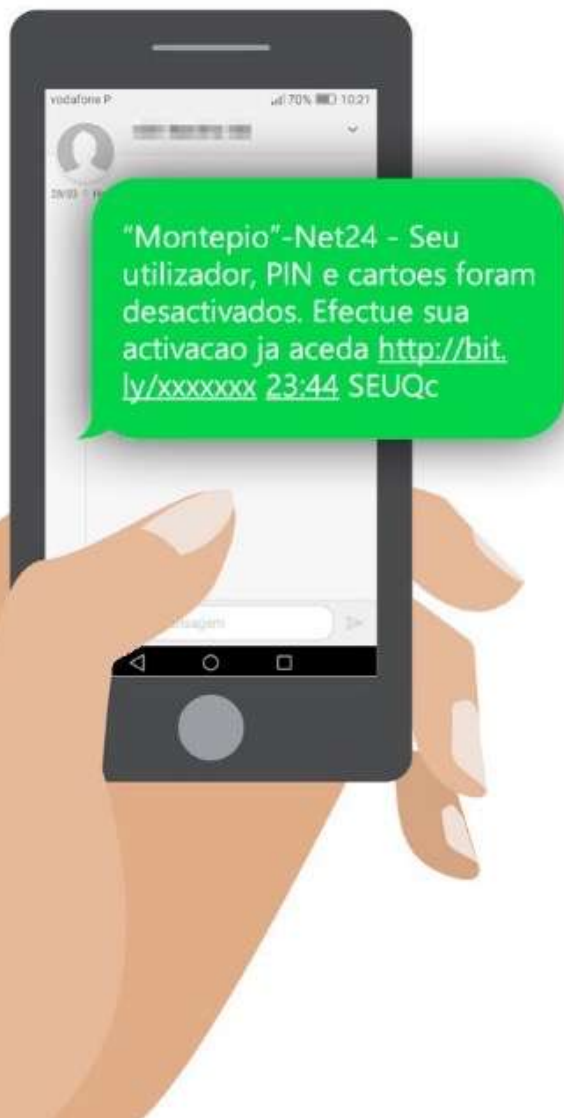 vodafone P
70% 10:21
"Montepio"-Net24 - Seu
utilizador, PIN e cartoes foram
desactivados. Efectue sua
activacao ja aceda http://bit.
ly/xxxxxxx 23:44 SEUQc